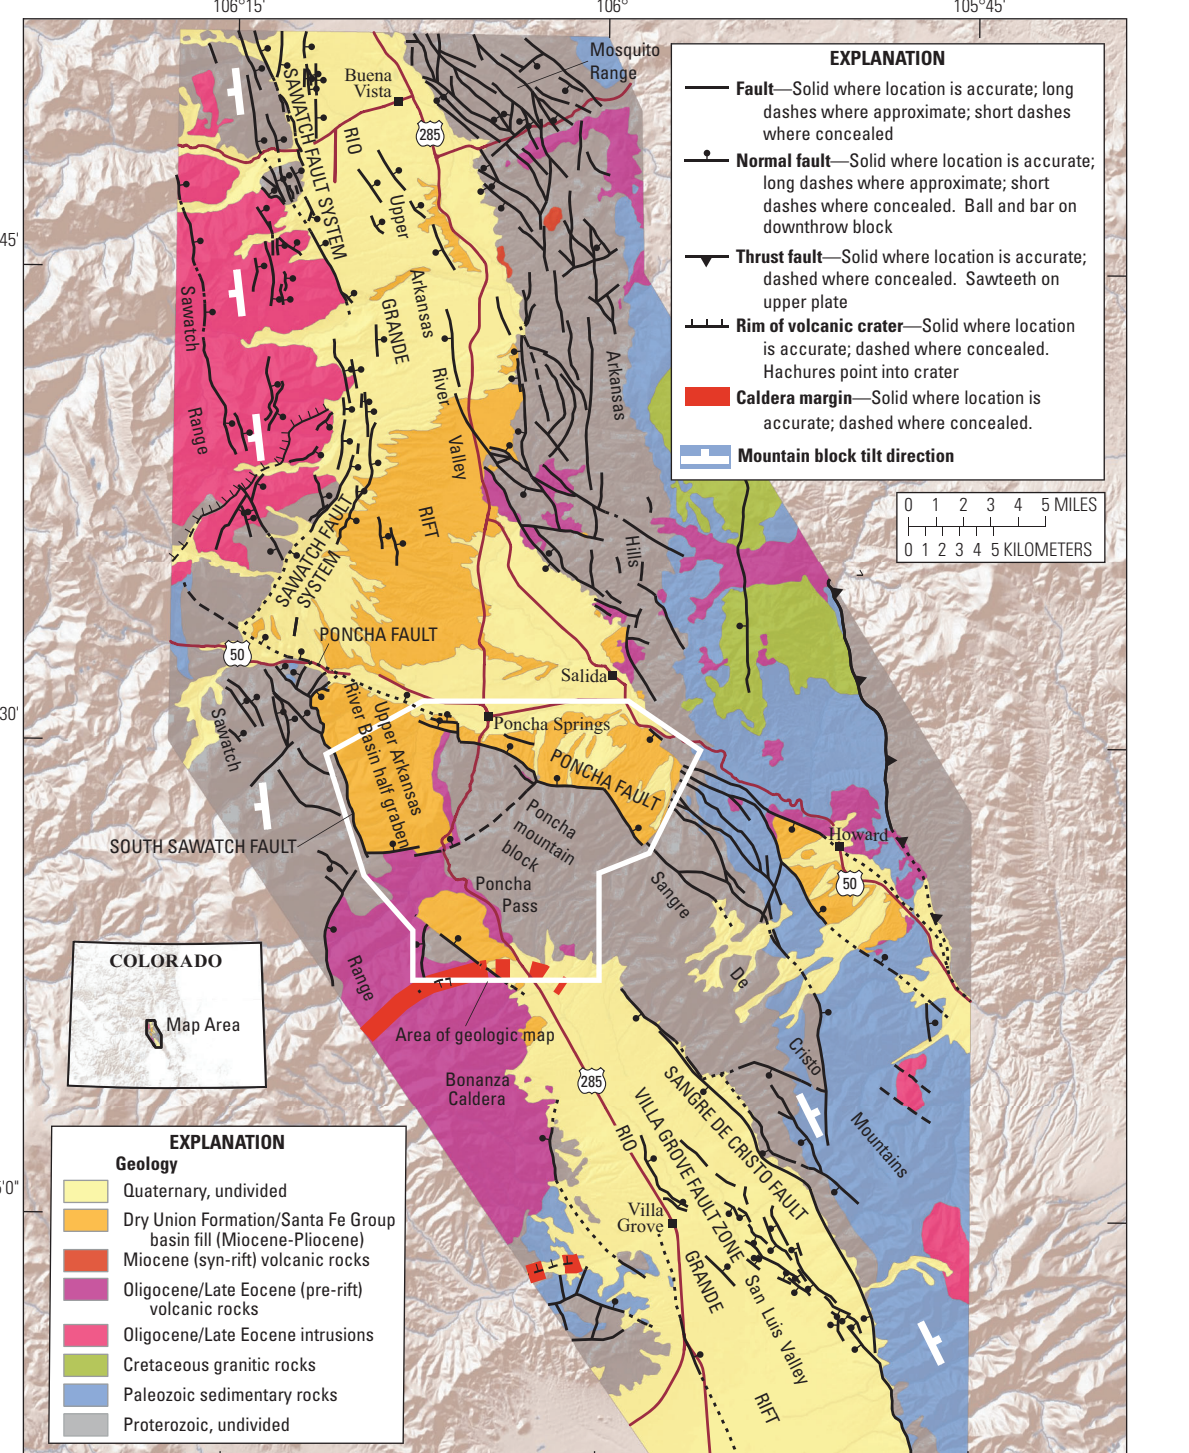 106°15'
106°
105°45'
45'
30'
5'0"
EXPLANATION
Fault—Solid where location is accurate; long
dashes where approximate; short dashes
where concealed
Normal fault—Solid where location is accurate;
long dashes where approximate; short
dashes where concealed. Ball and bar on
downthrow block
Thrust fault—Solid where location is accurate;
dashed where concealed. Sawteeth on
upper plate
Rim of volcanic crater—Solid where location
is accurate; dashed where concealed.
Hachures point into crater
Caldera margin—Solid where location is
accurate; dashed where concealed.
Mountain block tilt direction
0 1 2 3 4 5 MILES
0 1 2 3 4 5 KILOMETERS
Mosquito
Range
Buena
Vista
285
SAWATCH FAULT SYSTEM
RIO
Upper
Arkansas
GRANDE
River
Valley
RIFT
Sawatch
Range
Arkansas
Hills
SAWATCH FAULT
SYSTEM
PONCHA FAULT
50
Salida
Poncha Springs
Sawatch
Upper Arkansas
River Basin half graben
PONCHA FAULT
Poncha
mountain
block
SOUTH SAWATCH FAULT
Howard
50
Poncha
Pass
Sangre
De
Cristo
Mountains
Range
Area of geologic map
COLORADO
Map Area
Bonanza
Caldera
285
SANGRE DE CRISTO FAULT
VILLA GROVE FAULT ZONE
RIO
Villa
Grove
GRANDE
San Luis Valley
RIFT
EXPLANATION
Geology
Quaternary, undivided
Dry Union Formation/Santa Fe Group
basin fill (Miocene-Pliocene)
Miocene (syn-rift) volcanic rocks
Oligocene/Late Eocene (pre-rift)
volcanic rocks
Oligocene/Late Eocene intrusions
Cretaceous granitic rocks
Paleozoic sedimentary rocks
Proterozoic, undivided